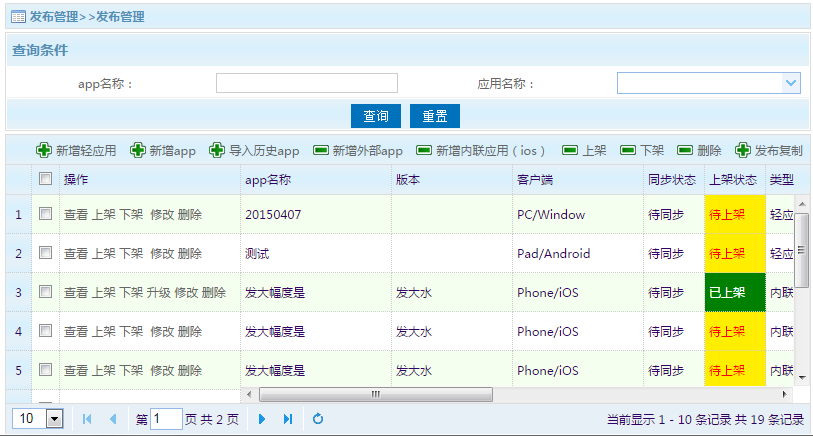 发布管理>>发布管理
查询条件
app名称： 应用名称：
查询 重置
新增轻应用 新增app 导入历史app 新增外部app 新增内联应用（ios） 上架 下架 删除 发布复制
操作 app名称 版本 客户端 同步状态 上架状态 类型
1 查看 上架 下架 修改 删除 20150407 PC/Window 待同步 待上架 轻应
2 查看 上架 下架 修改 删除 测试 Pad/Android 待同步 待上架 轻应
3 查看 上架 下架 升级 修改 删除 发大幅度是 发大水 Phone/iOS 待同步 已上架 内联
4 查看 上架 下架 修改 删除 发大幅度是 发大水 Phone/iOS 待同步 待上架 内联
5 查看 上架 下架 修改 删除 发大幅度是 发大水 Phone/iOS 待同步 待上架 内联
10 第 1 页 共 2 页 当前显示 1 - 10 条记录 共 19 条记录